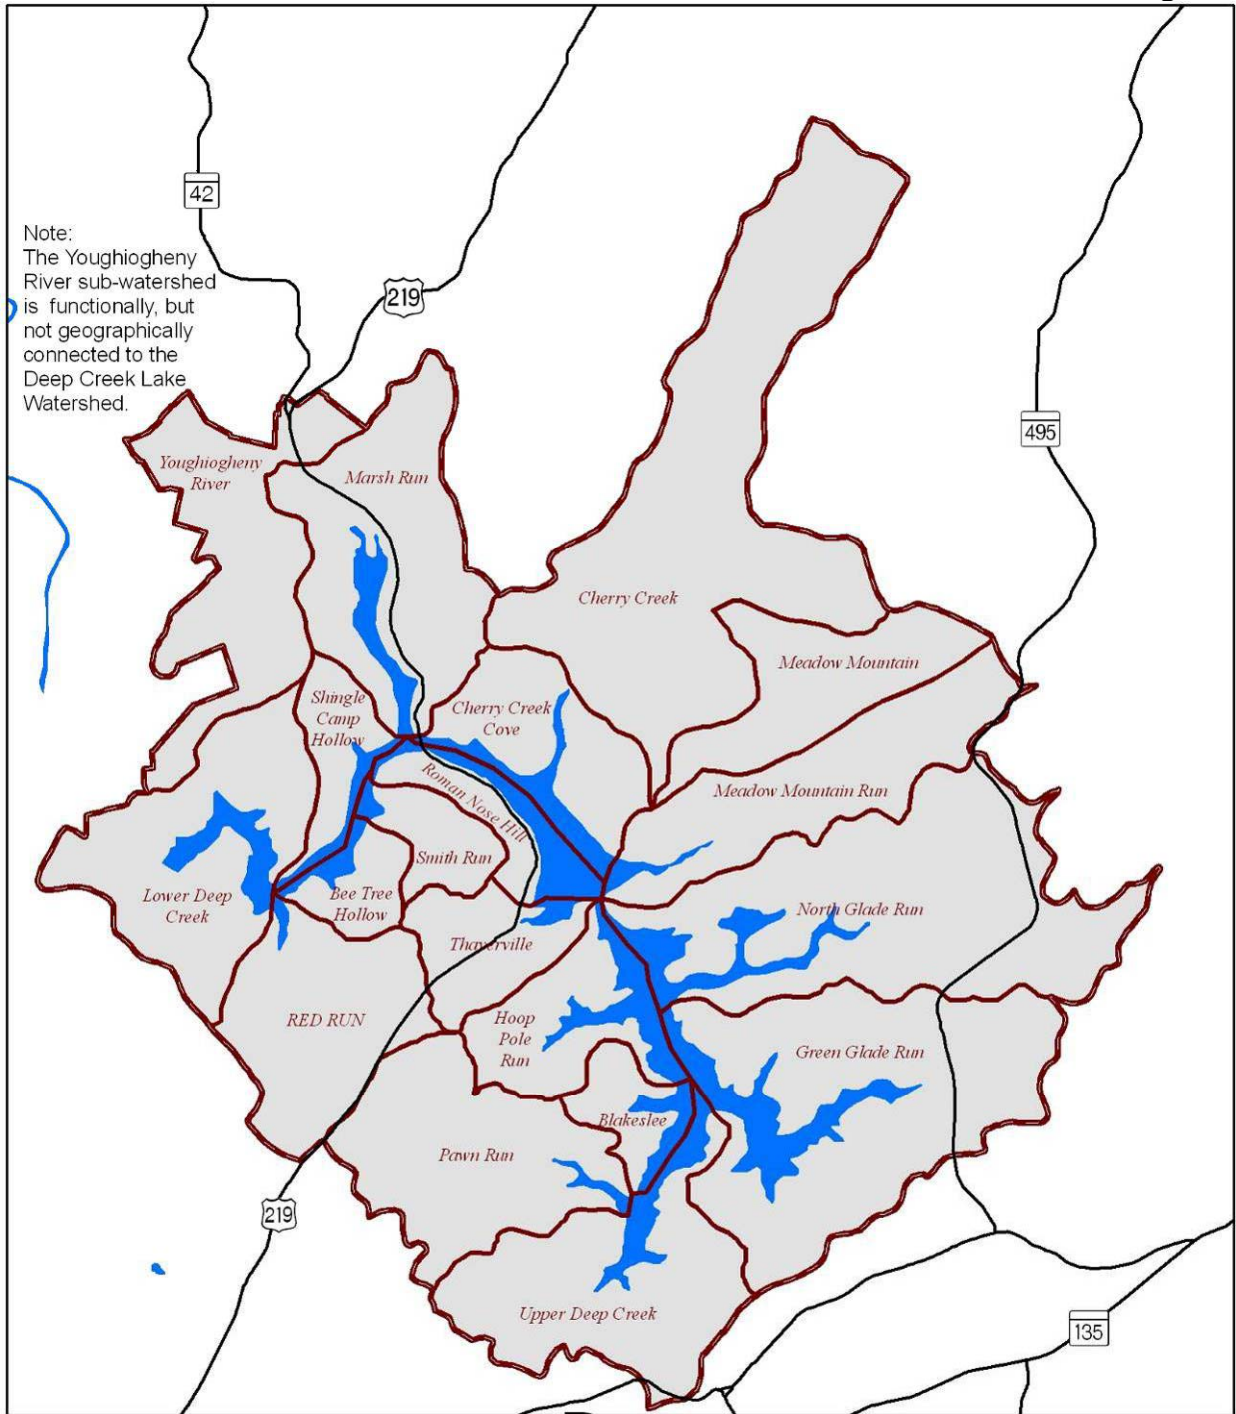 42
Note:
The Youghiogheny
River sub-watershed
is functionally, but
not geographically
connected to the
Deep Creek Lake
Watershed.
219
495
Youghiogheny
River
Marsh Run
Cherry Creek
Meadow Mountain
Shingle
Camp
Hollow
Cherry Creek
Cove
Roman Nose Hill
Meadow Mountain Run
Smith Run
Lower Deep
Creek
Bee Tree
Hollow
North Glade Run
Thayerville
RED RUN
Hoop
Pole
Run
Green Glade Run
Blakeslee
Pawn Run
219
Upper Deep Creek
135